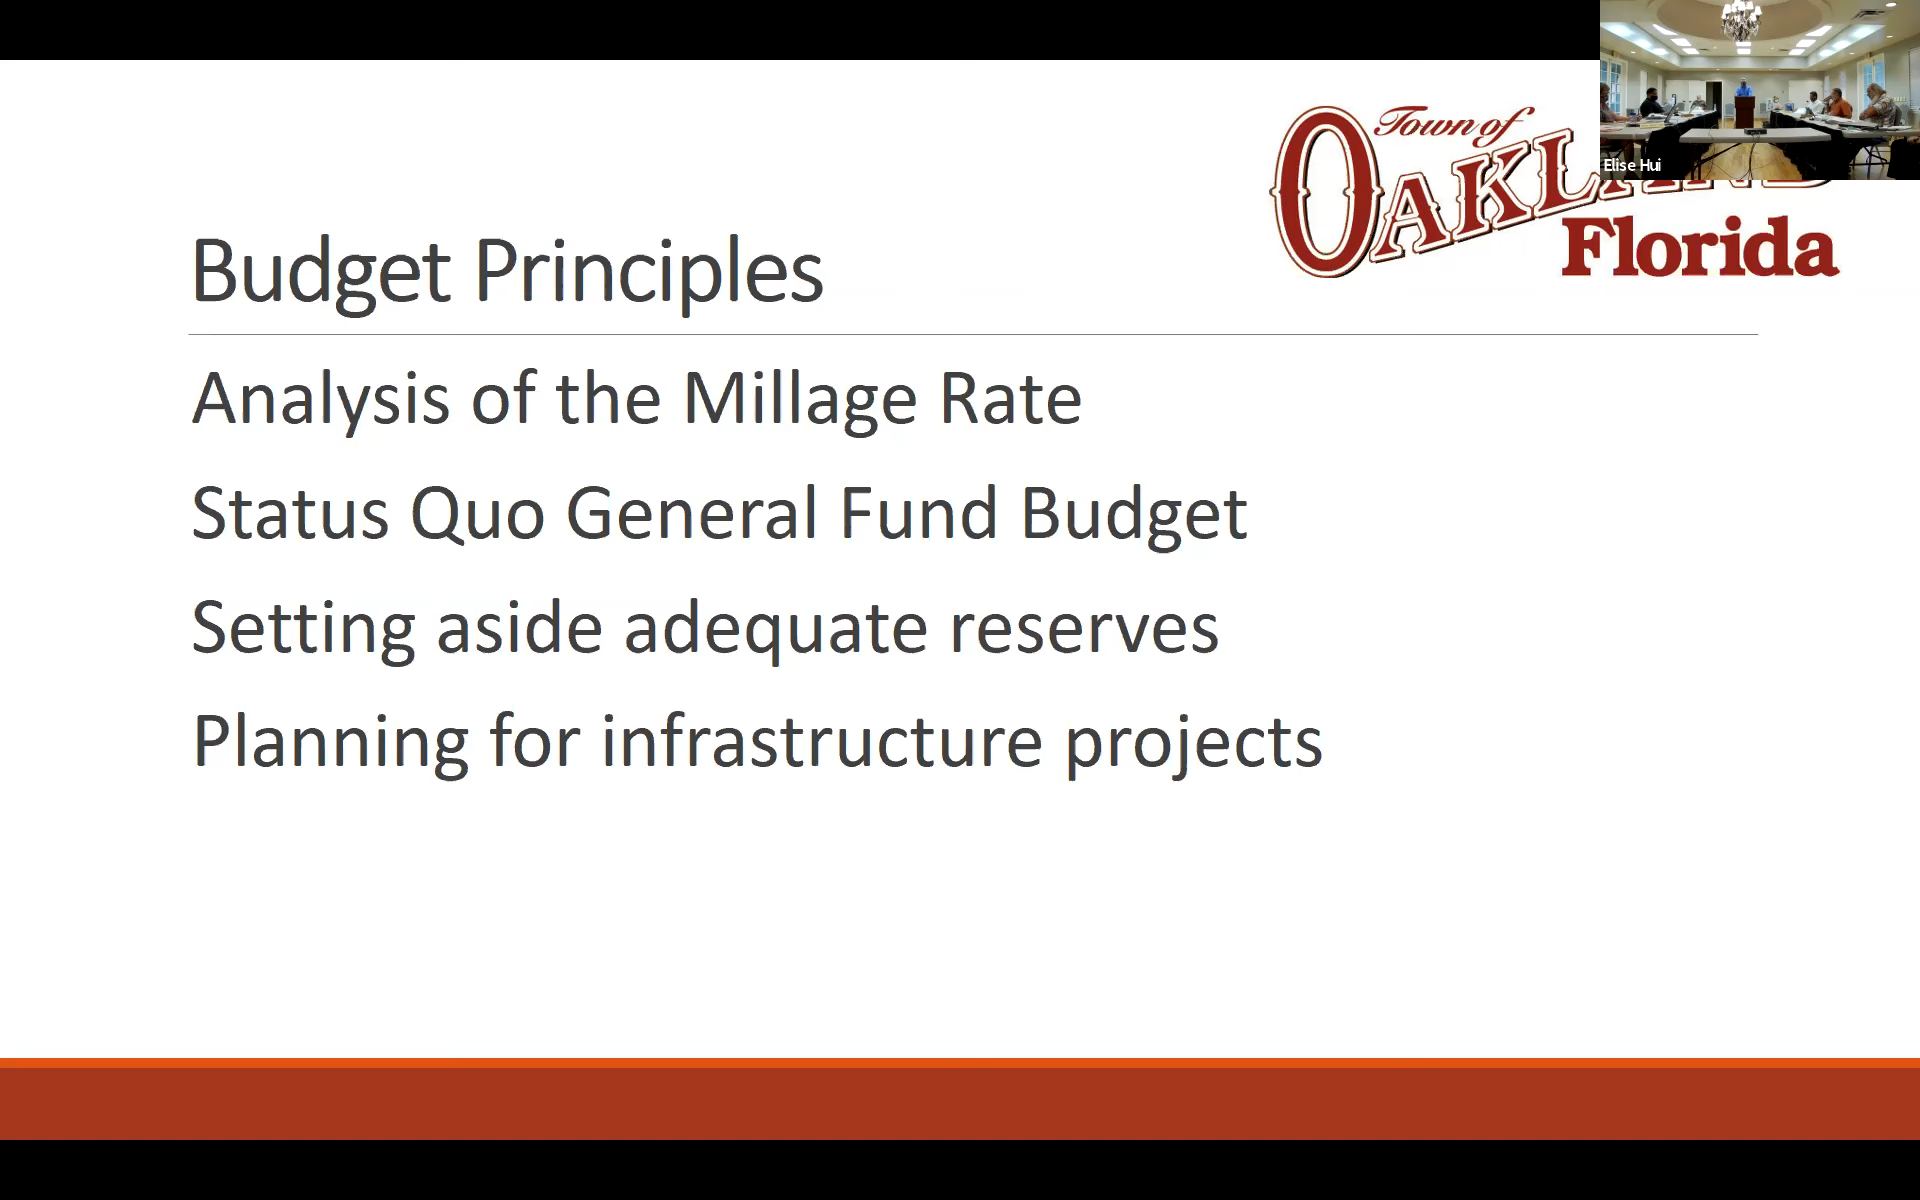 Town of
OAKLAND
Florida
Elise Hui
Budget Principles
Analysis of the Millage Rate
Status Quo General Fund Budget
Setting aside adequate reserves
Planning for infrastructure projects